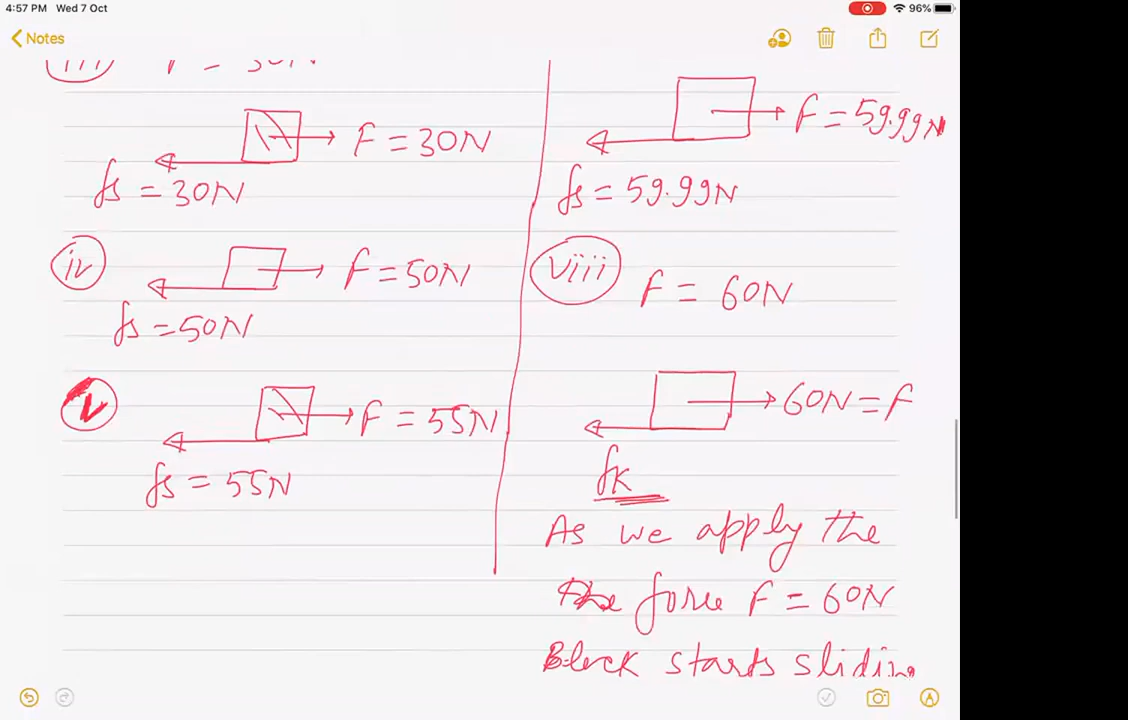 4:57 PM Wed 7 Oct
96%
Notes
F = 30N
fs = 30N
iv
F = 50N
fs = 50N
v
F = 55N
fs = 55N
F = 59.99N
fs = 59.99N
viii
F = 60N
60N = F
fK
As we apply the
the force F = 60N
Block starts sliding